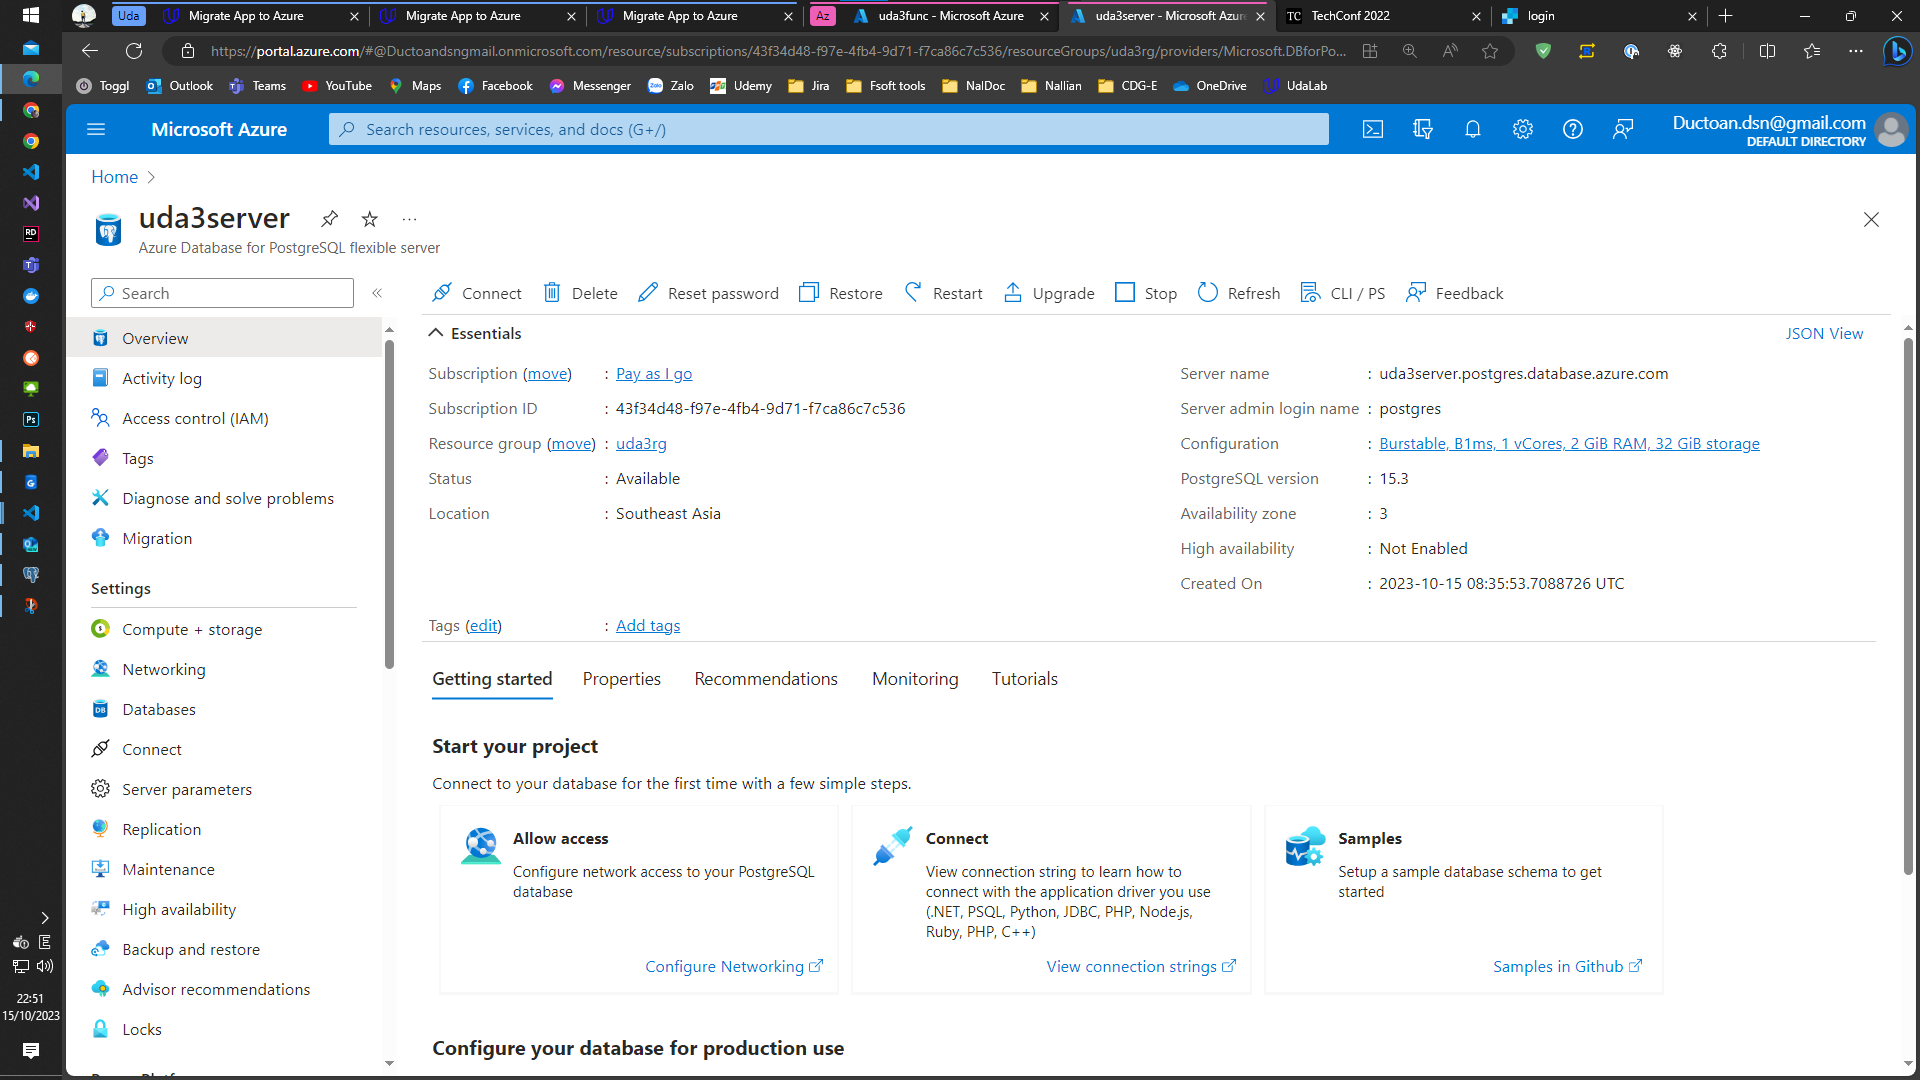 Uda
Migrate App to Azure
Migrate App to Azure
Migrate App to Azure
Az
uda3func - Microsoft Azure
uda3server - Microsoft Azure
TC
TechConf 2022
login
https://portal.azure.com/#@Ductoandsngmail.onmicrosoft.com/resource/subscriptions/43f34d48-f97e-4fb4-9d71-f7ca86c7c536/resourceGroups/uda3rg/providers/Microsoft.DBforPo...
Toggl
Outlook
Teams
YouTube
Maps
Facebook
Messenger
Zalo
Udemy
Jira
Fsoft tools
NalDoc
Nallian
CDG-E
OneDrive
UdaLab
Microsoft Azure
Search resources, services, and docs (G+/)
Ductoan.dsn@gmail.com
DEFAULT DIRECTORY
Home
uda3server
Azure Database for PostgreSQL flexible server
Search
Connect
Delete
Reset password
Restore
Restart
Upgrade
Stop
Refresh
CLI / PS
Feedback
Overview
Activity log
Access control (IAM)
Tags
Diagnose and solve problems
Migration
Settings
Compute + storage
Networking
Databases
Connect
Server parameters
Replication
Maintenance
High availability
Backup and restore
Advisor recommendations
Locks
Essentials
JSON View
Subscription (move) : Pay as I go
Subscription ID : 43f34d48-f97e-4fb4-9d71-f7ca86c7c536
Resource group (move) : uda3rg
Status : Available
Location : Southeast Asia
Server name : uda3server.postgres.database.azure.com
Server admin login name : postgres
Configuration : Burstable, B1ms, 1 vCores, 2 GiB RAM, 32 GiB storage
PostgreSQL version : 15.3
Availability zone : 3
High availability : Not Enabled
Created On : 2023-10-15 08:35:53.7088726 UTC
Tags (edit) : Add tags
Getting started
Properties
Recommendations
Monitoring
Tutorials
Start your project
Connect to your database for the first time with a few simple steps.
Allow access
Configure network access to your PostgreSQL
database
Configure Networking
Connect
View connection string to learn how to
connect with the application driver you use
(.NET, PSQL, Python, JDBC, PHP, Node.js,
Ruby, PHP, C++)
View connection strings
Samples
Setup a sample database schema to get
started
Samples in Github
Configure your database for production use
RD
Ps
E
22:51
15/10/2023